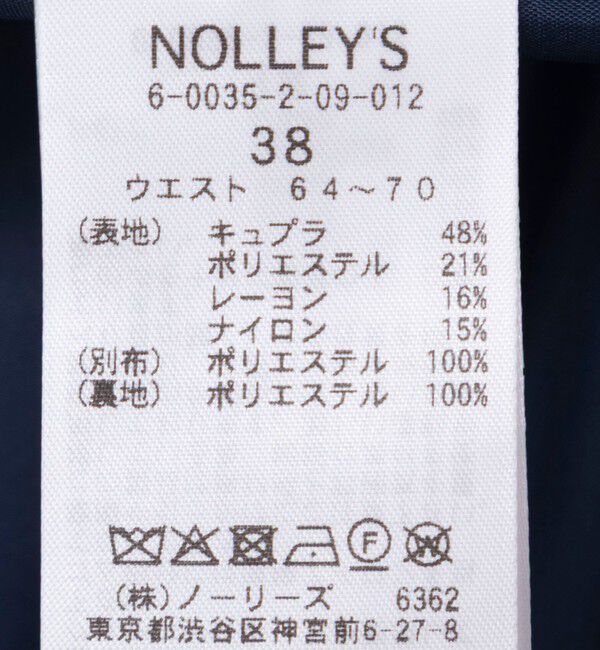 NOLLEY'S
6-0035-2-09-012
38
ウエスト 64～70
(表地) キュプラ 48%
ポリエステル 21%
レーヨン 16%
ナイロン 15%
(別布) ポリエステル 100%
(裏地) ポリエステル 100%
F W
(株)ノーリーズ 6362
東京都渋谷区神宮前6-27-8